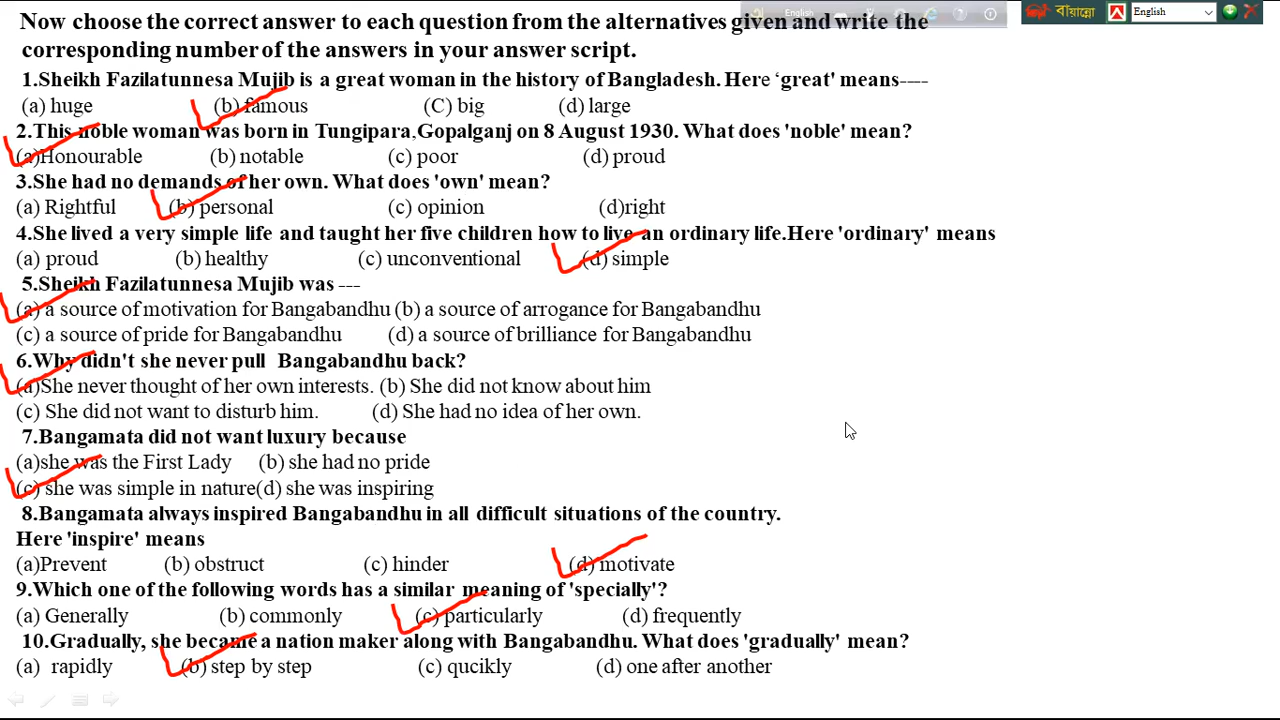 Now choose the correct answer to each question from the alternatives given and write the
corresponding number of the answers in your answer script.
1.Sheikh Fazilatunnesa Mujib is a great woman in the history of Bangladesh. Here ‘great' means----
(a) huge (b) famous (C) big (d) large
2.This noble woman was born in Tungipara,Gopalganj on 8 August 1930. What does 'noble' mean?
(a)Honourable (b) notable (c) poor (d) proud
3.She had no demands of her own. What does 'own' mean?
(a) Rightful (b) personal (c) opinion (d)right
4.She lived a very simple life and taught her five children how to live an ordinary life.Here 'ordinary' means
(a) proud (b) healthy (c) unconventional (d) simple
5.Sheikh Fazilatunnesa Mujib was ---
(a) a source of motivation for Bangabandhu (b) a source of arrogance for Bangabandhu
(c) a source of pride for Bangabandhu (d) a source of brilliance for Bangabandhu
6.Why didn't she never pull Bangabandhu back?
(a)She never thought of her own interests. (b) She did not know about him
(c) She did not want to disturb him. (d) She had no idea of her own.
7.Bangamata did not want luxury because
(a)she was the First Lady (b) she had no pride
(c) she was simple in nature(d) she was inspiring
8.Bangamata always inspired Bangabandhu in all difficult situations of the country.
Here 'inspire' means
(a)Prevent (b) obstruct (c) hinder (d) motivate
9.Which one of the following words has a similar meaning of 'specially'?
(a) Generally (b) commonly (c) particularly (d) frequently
10.Gradually, she became a nation maker along with Bangabandhu. What does 'gradually' mean?
(a) rapidly (b) step by step (c) qucikly (d) one after another
English
বায়ান্নো English